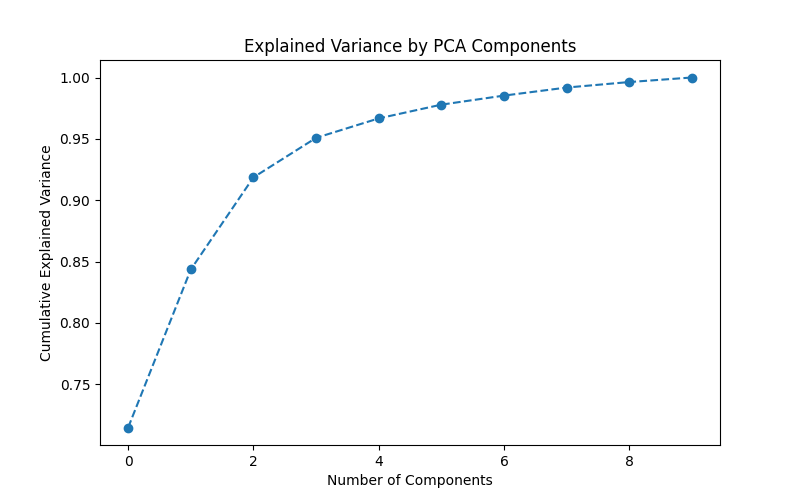 Explained Variance by PCA Components
1.00
0.95
0.90
0.85
0.80
0.75
Cumulative Explained Variance
0 2 4 6 8
Number of Components